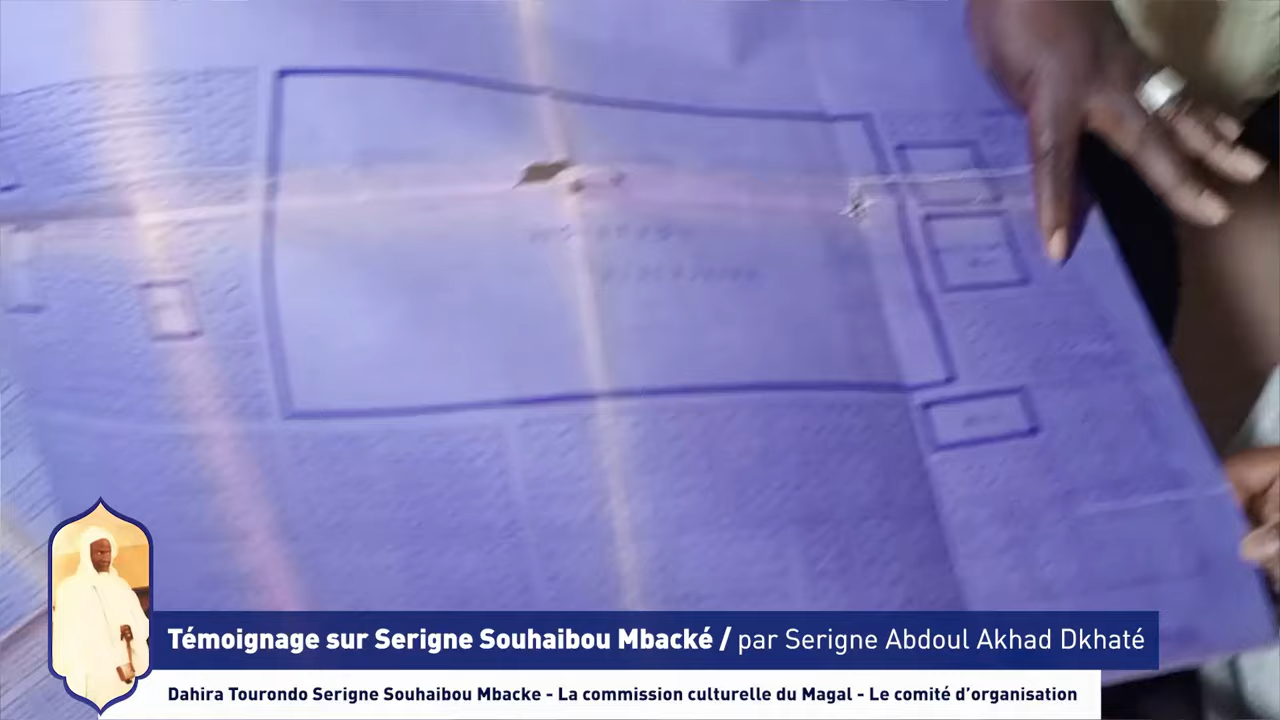 Témoignage sur Serigne Souhaibou Mbacké / par Serigne Abdoul Akhad Dkhaté
Dahira Tourondo Serigne Souhaibou Mbacke - La commission culturelle du Magal - Le comité d'organisation